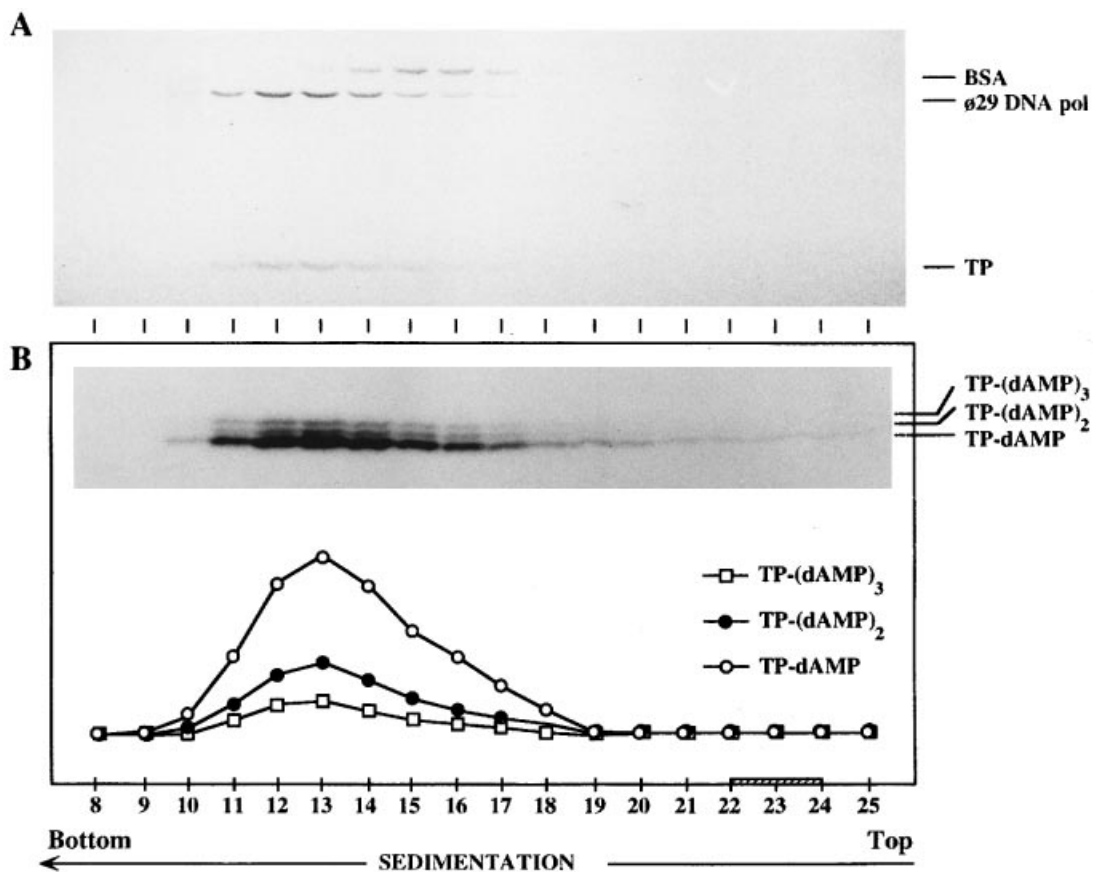 A
BSA
ø29 DNA pol
TP
B
TP-(dAMP)3
TP-(dAMP)2
TP-dAMP
TP-(dAMP)3
TP-(dAMP)2
TP-dAMP
8 9 10 11 12 13 14 15 16 17 18 19 20 21 22 23 24 25
Bottom Top
SEDIMENTATION